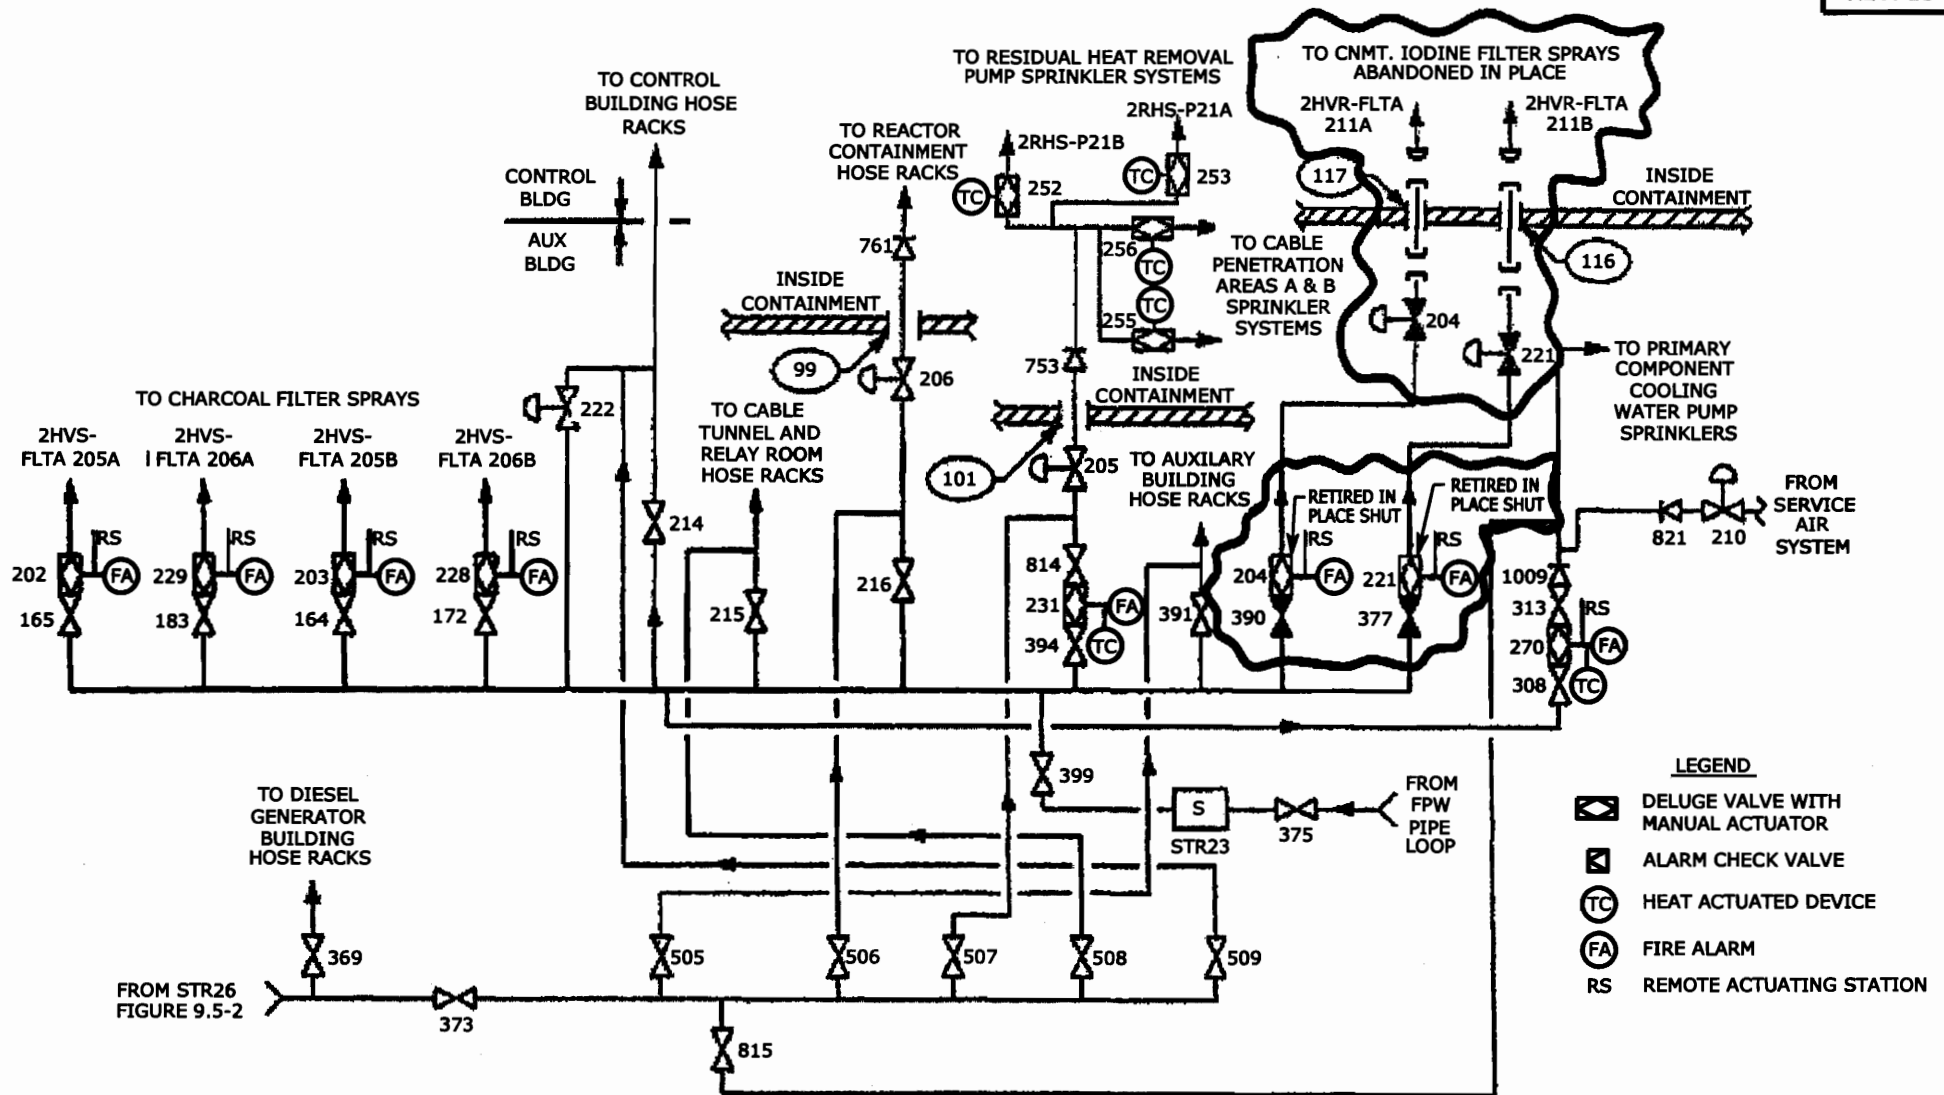 TO CONTROL
BUILDING HOSE
RACKS
CONTROL
BLDG
AUX
BLDG
TO REACTOR
CONTAINMENT
HOSE RACKS
761
INSIDE
CONTAINMENT
99
206
TO RESIDUAL HEAT REMOVAL
PUMP SPRINKLER SYSTEMS
2RHS-P21A
2RHS-P21B
TC
252
TC
253
256
TC
TC
255
TO CABLE
PENETRATION
AREAS A & B
SPRINKLER
SYSTEMS
753
INSIDE
CONTAINMENT
101
205
TO CNMT. IODINE FILTER SPRAYS
ABANDONED IN PLACE
2HVR-FLTA
211A
2HVR-FLTA
211B
117
INSIDE
CONTAINMENT
116
204
221
TO PRIMARY
COMPONENT
COOLING
WATER PUMP
SPRINKLERS
TO CHARCOAL FILTER SPRAYS
2HVS-
FLTA 205A
2HVS-
I FLTA 206A
2HVS-
FLTA 205B
2HVS-
FLTA 206B
222
214
TO CABLE
TUNNEL AND
RELAY ROOM
HOSE RACKS
TO AUXILARY
BUILDING
HOSE RACKS
RETIRED IN
PLACE SHUT
RETIRED IN
PLACE SHUT
FROM
SERVICE
AIR
SYSTEM
821
210
202
RS
FA
165
229
RS
FA
183
203
RS
FA
164
228
RS
FA
172
215
216
814
231
FA
394
TC
391
204
RS
FA
390
221
RS
FA
377
1009
313
RS
270
FA
308
TC
399
S
STR23
375
FROM
FPW
PIPE
LOOP
TO DIESEL
GENERATOR
BUILDING
HOSE RACKS
369
505
506
507
508
509
FROM STR26
FIGURE 9.5-2
373
815
LEGEND
DELUGE VALVE WITH
MANUAL ACTUATOR
ALARM CHECK VALVE
TC HEAT ACTUATED DEVICE
FA FIRE ALARM
RS REMOTE ACTUATING STATION